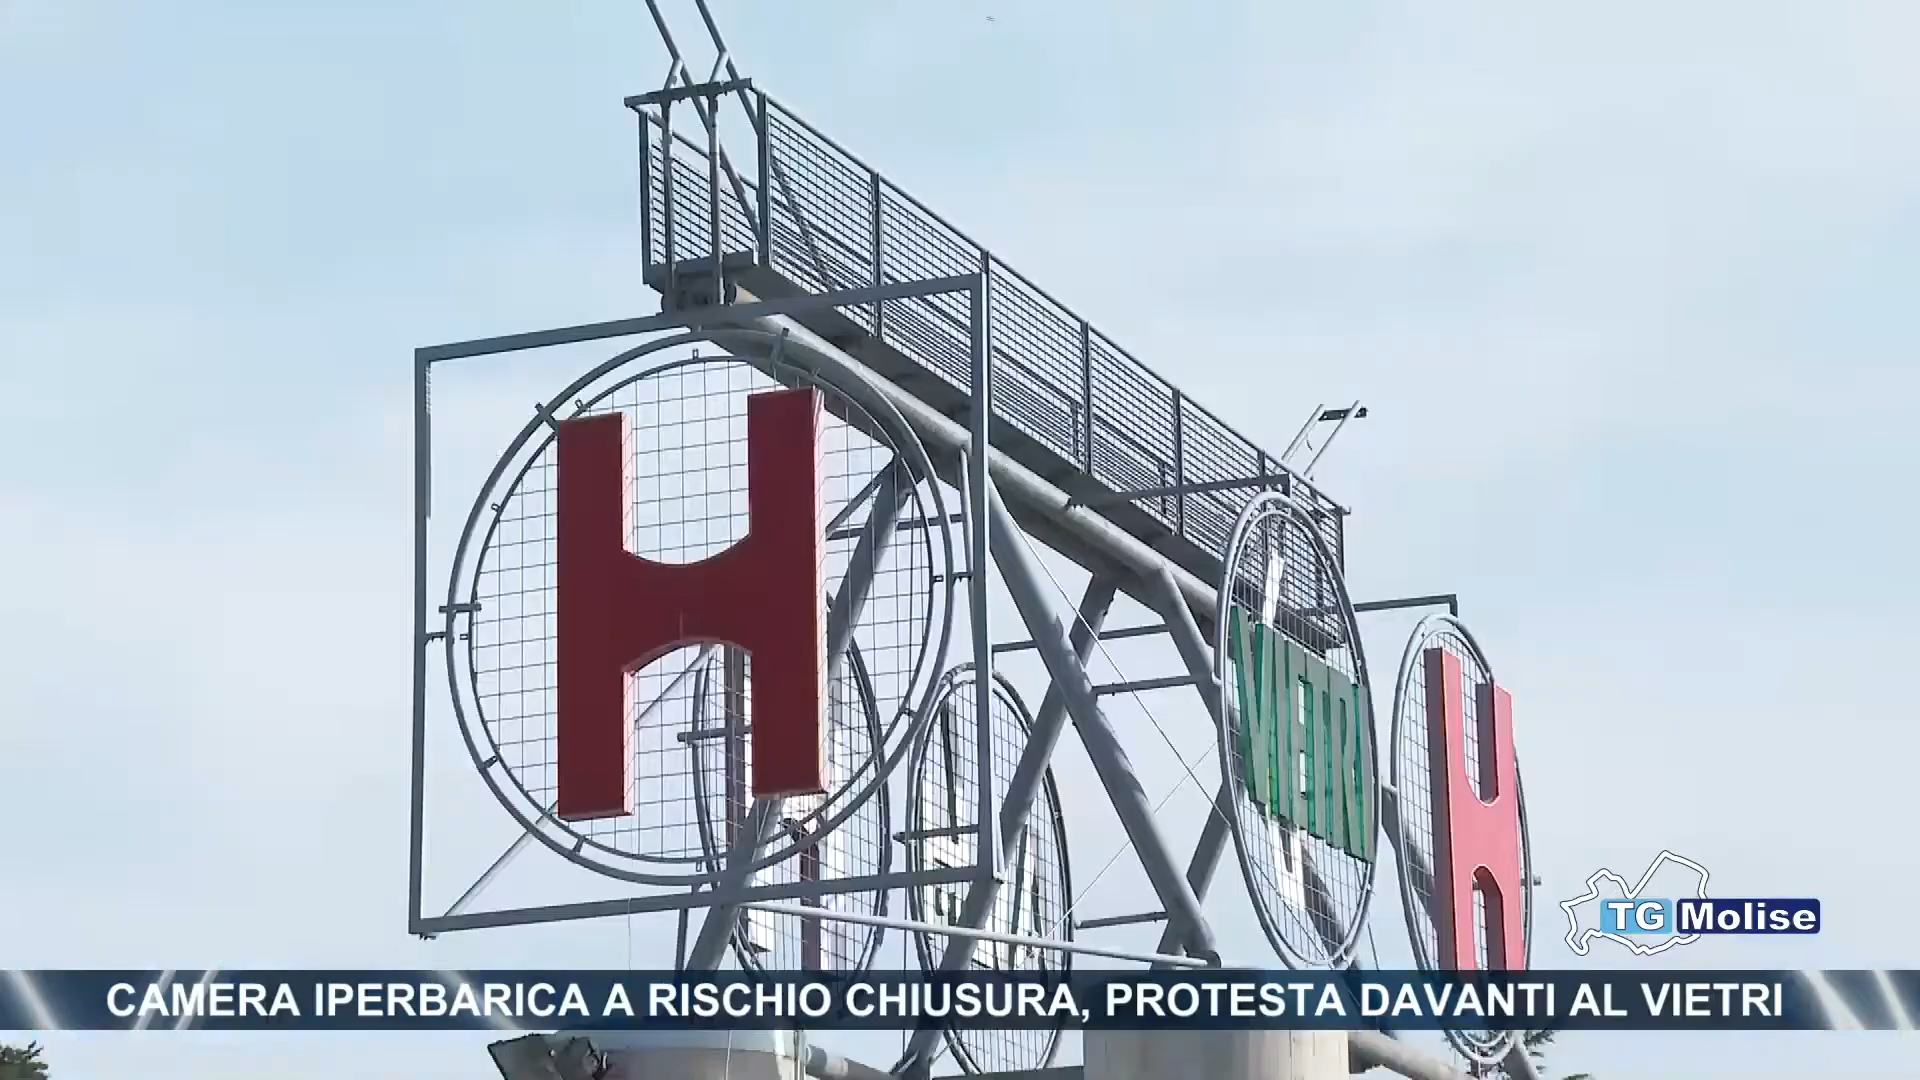 H
VIETRI
H
TG Molise
CAMERA IPERBARICA A RISCHIO CHIUSURA, PROTESTA DAVANTI AL VIETRI